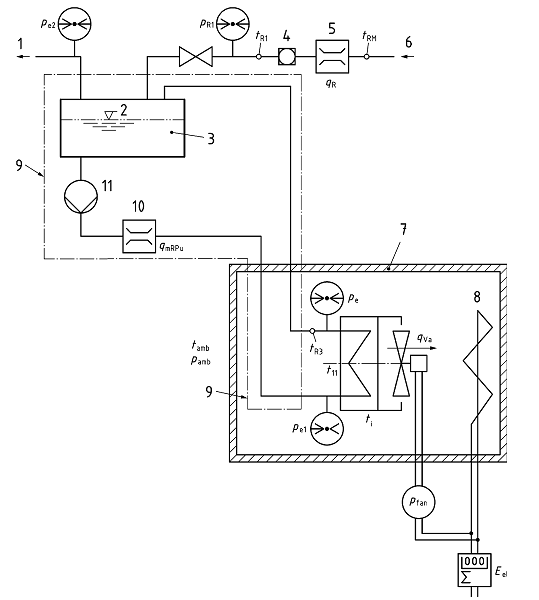 pe2
pR1
tR1
4
5
tRM
1
6
qR
2
3
9
11
10
qmRPu
7
pe
8
tR3
qVa
tamb
pamb
t11
9
ti
pe1
pfan
000
Σ
Eel